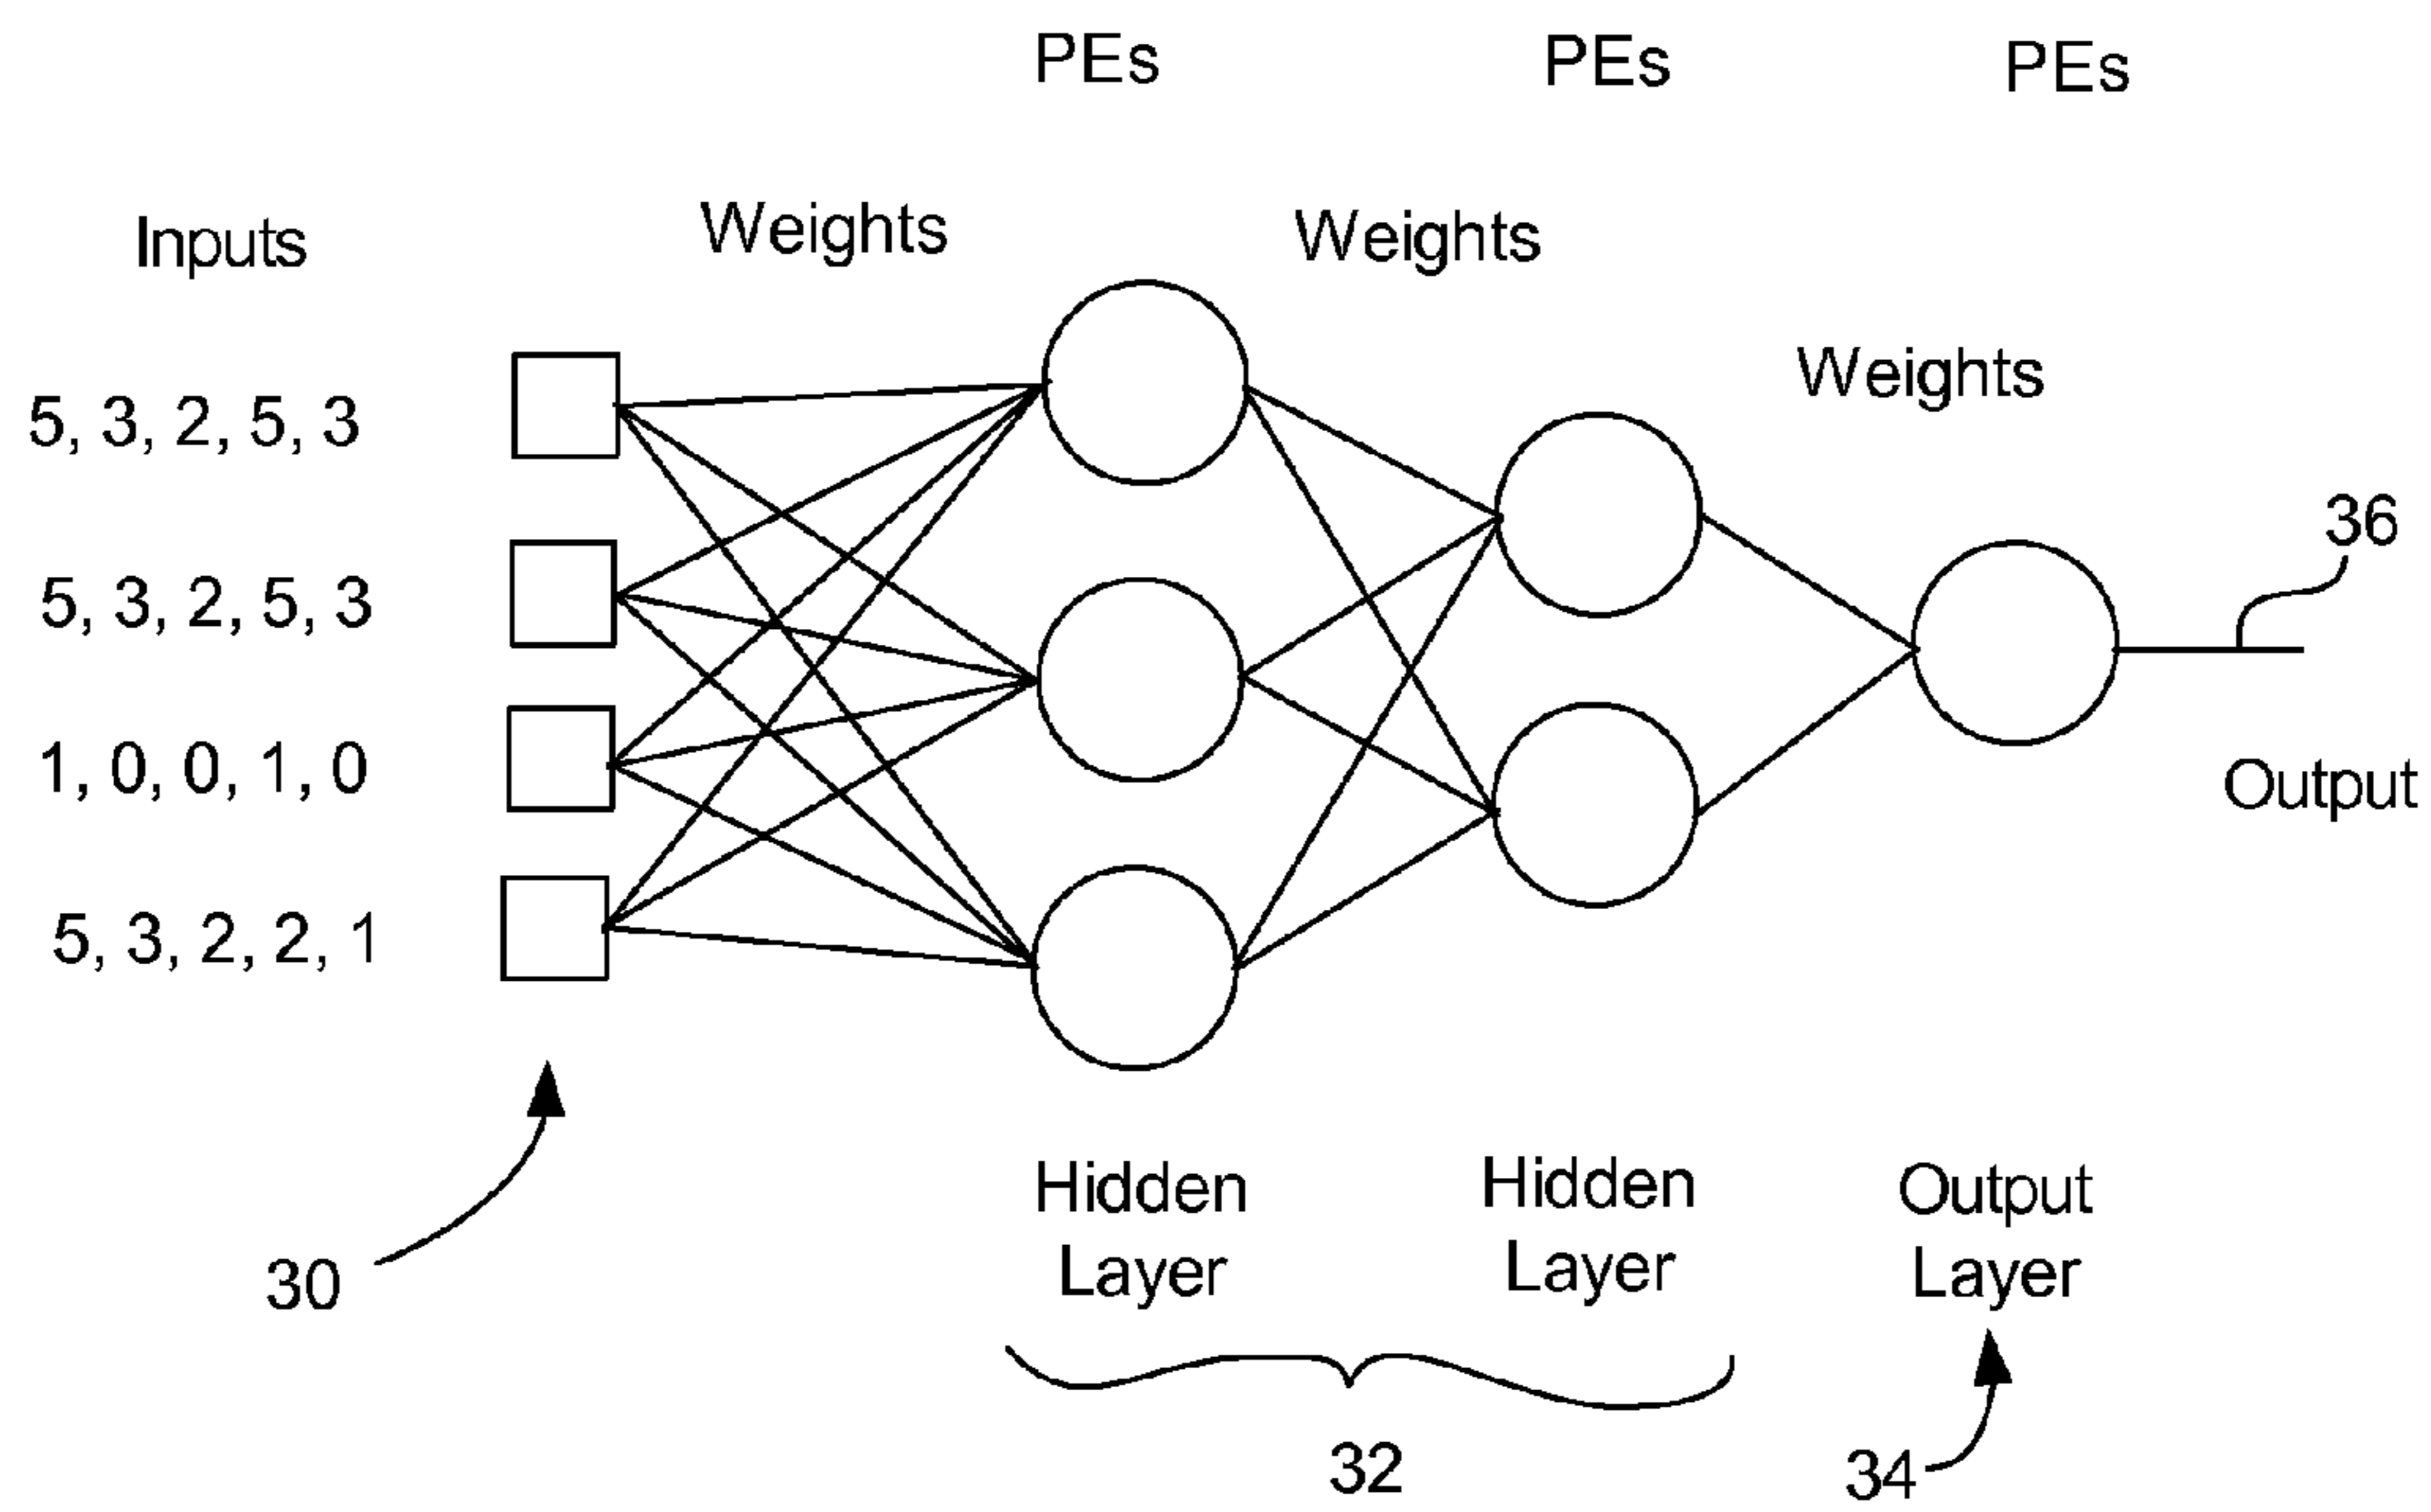 PEs
PEs
PEs
Inputs
Weights
Weights
Weights
5, 3, 2, 5, 3
5, 3, 2, 5, 3
1, 0, 0, 1, 0
5, 3, 2, 2, 1
36
Output
Hidden
Layer
Hidden
Layer
Output
Layer
30
32
34